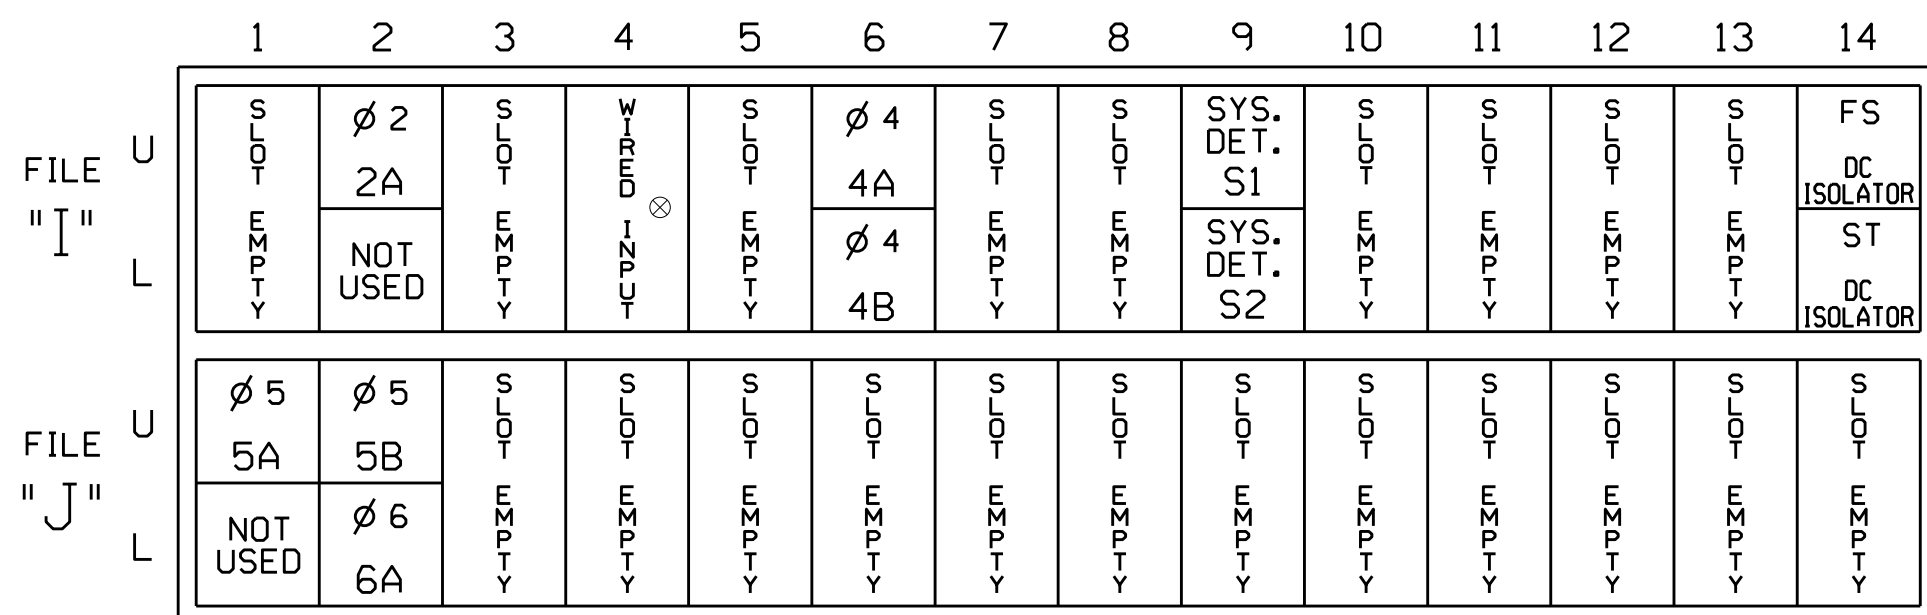 1 2 3 4 5 6 7 8 9 10 11 12 13 14
FILE "I"
U
L
SLOT EMPTY
Ø 2
2A
NOT
USED
SLOT EMPTY
WIRED INPUT
SLOT EMPTY
Ø 4
4A
Ø 4
4B
SLOT EMPTY
SLOT EMPTY
SYS.
DET.
S1
SYS.
DET.
S2
SLOT EMPTY
SLOT EMPTY
SLOT EMPTY
SLOT EMPTY
FS
DC
ISOLATOR
ST
DC
ISOLATOR
FILE "J"
U
L
Ø 5
5A
NOT
USED
Ø 5
5B
Ø 6
6A
SLOT EMPTY
SLOT EMPTY
SLOT EMPTY
SLOT EMPTY
SLOT EMPTY
SLOT EMPTY
SLOT EMPTY
SLOT EMPTY
SLOT EMPTY
SLOT EMPTY
SLOT EMPTY
SLOT EMPTY